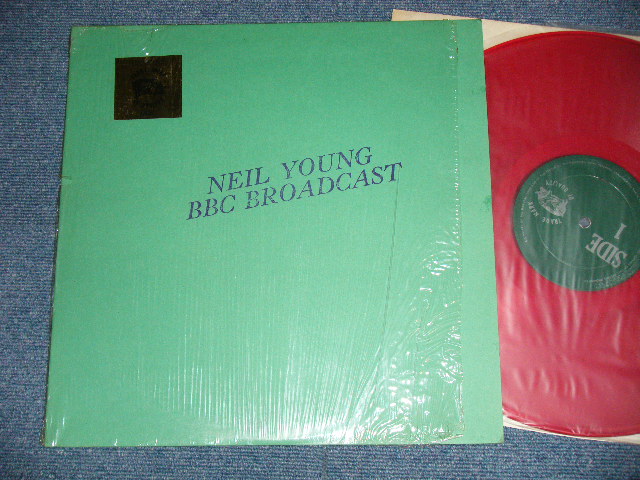 NEIL YOUNG
BBC BROADCAST
SIDE
1